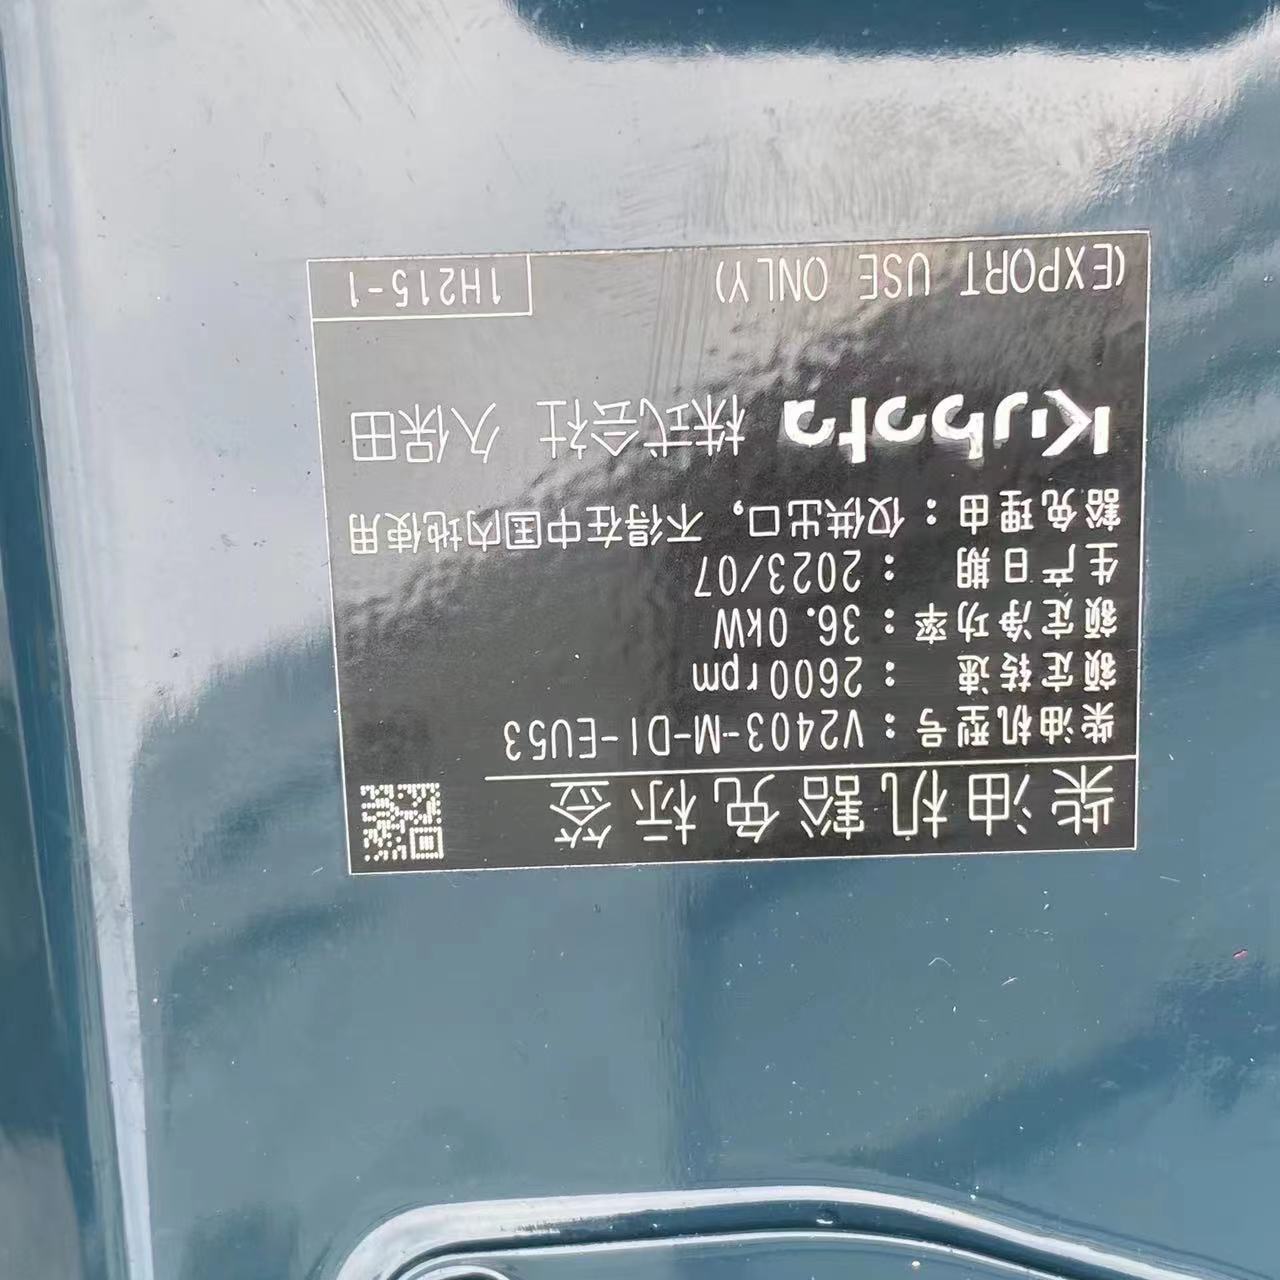 柴油机豁免标签
柴油机型号：V2403-M-DI-EU53
额定转速：2600rpm
额定净功率：36.0kW
生产日期：2023/07
豁免理由：仅供出口，不得在中国内地使用
Kubota 株式会社 久保田
(EXPORT USE ONLY)
1H215-1